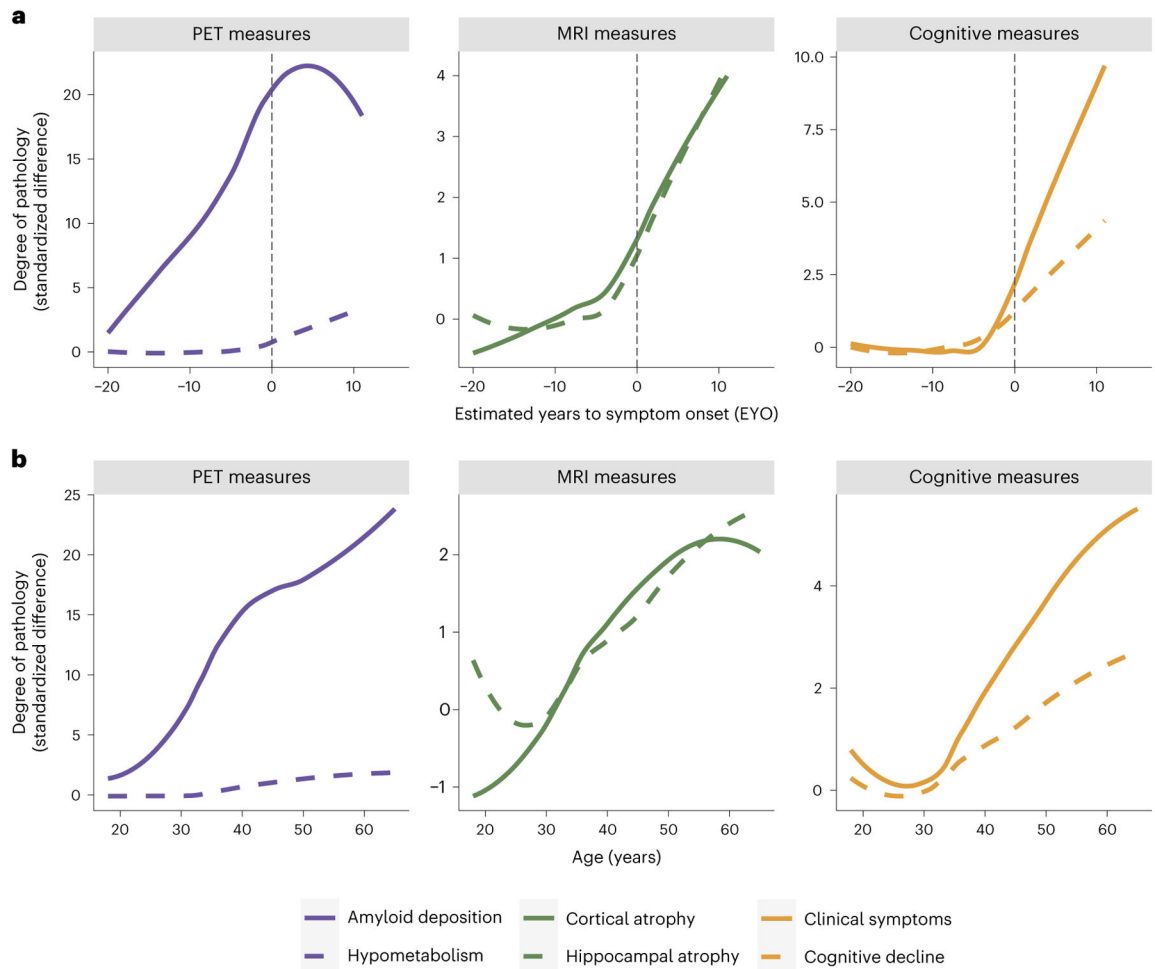 a
PET measures
MRI measures
Cognitive measures
Degree of pathology
(standardized difference)
20
15
10
5
0
−20
−10
0
10
4
3
2
1
0
−20
−10
0
10
10.0
7.5
5.0
2.5
0
−20
−10
0
10
Estimated years to symptom onset (EYO)
b
PET measures
MRI measures
Cognitive measures
Degree of pathology
(standardized difference)
25
20
15
10
5
0
20
30
40
50
60
2
1
0
−1
20
30
40
50
60
4
2
0
20
30
40
50
60
Age (years)
Amyloid deposition
Cortical atrophy
Clinical symptoms
Hypometabolism
Hippocampal atrophy
Cognitive decline